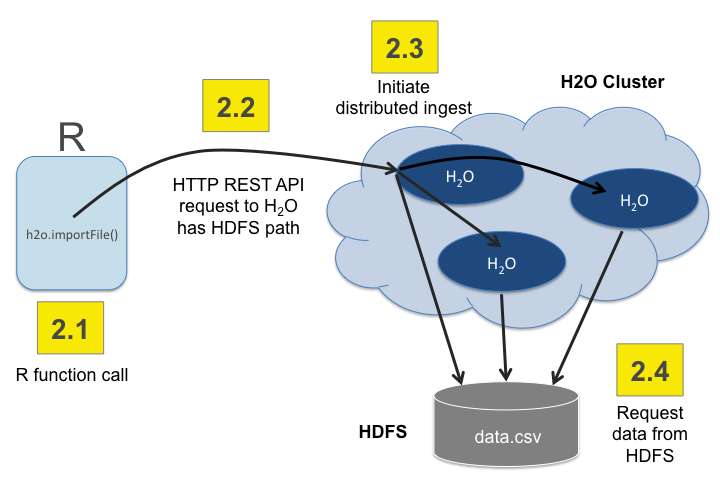 2.3
Initiate
distributed ingest
H2O Cluster
2.2
R
HTTP REST API
request to H₂O
has HDFS path
h2o.importFile()
H₂O
H₂O
H₂O
2.1
R function call
2.4
Request
data from
HDFS
HDFS
data.csv